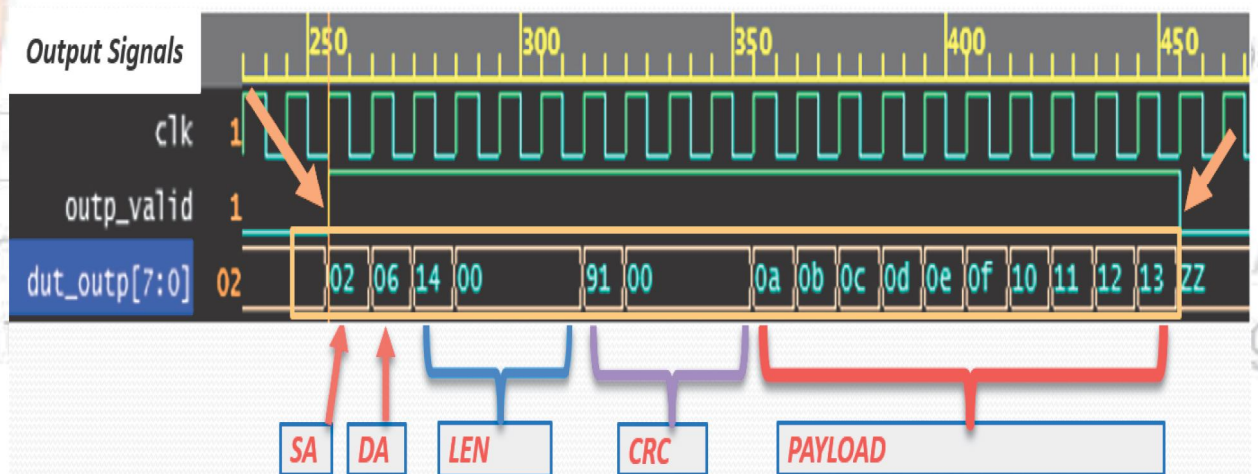 Output Signals
250 300 350 400 450
clk 1
outp_valid 1
dut_outp[7:0] 02 02 06 14 00 91 00 0a 0b 0c 0d 0e 0f 10 11 12 13 ZZ
SA DA LEN CRC PAYLOAD